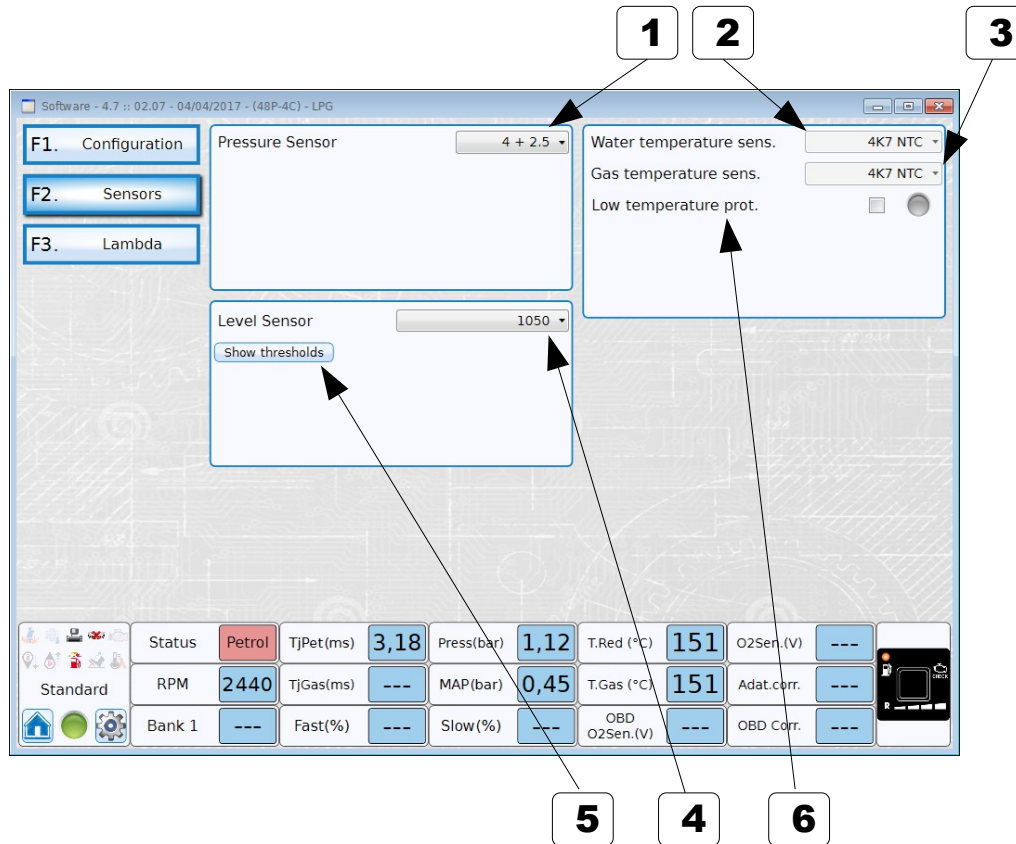 1 2 3
Software - 4.7 :: 02.07 - 04/04/2017 - (48P-4C) - LPG
F1. Configuration
F2. Sensors
F3. Lambda
Pressure Sensor 4 + 2.5
Water temperature sens. 4K7 NTC
Gas temperature sens. 4K7 NTC
Low temperature prot.
Level Sensor 1050
Show thresholds
Standard
Status Petrol TjPet(ms) 3,18 Press(bar) 1,12 T.Red (°C) 151 O2Sen.(V) ---
RPM 2440 TjGas(ms) --- MAP(bar) 0,45 T.Gas (°C) 151 Adat.corr. ---
Bank 1 --- Fast(%) --- Slow(%) --- OBD O2Sen.(V) --- OBD Corr. ---
CHECK
R
5 4 6